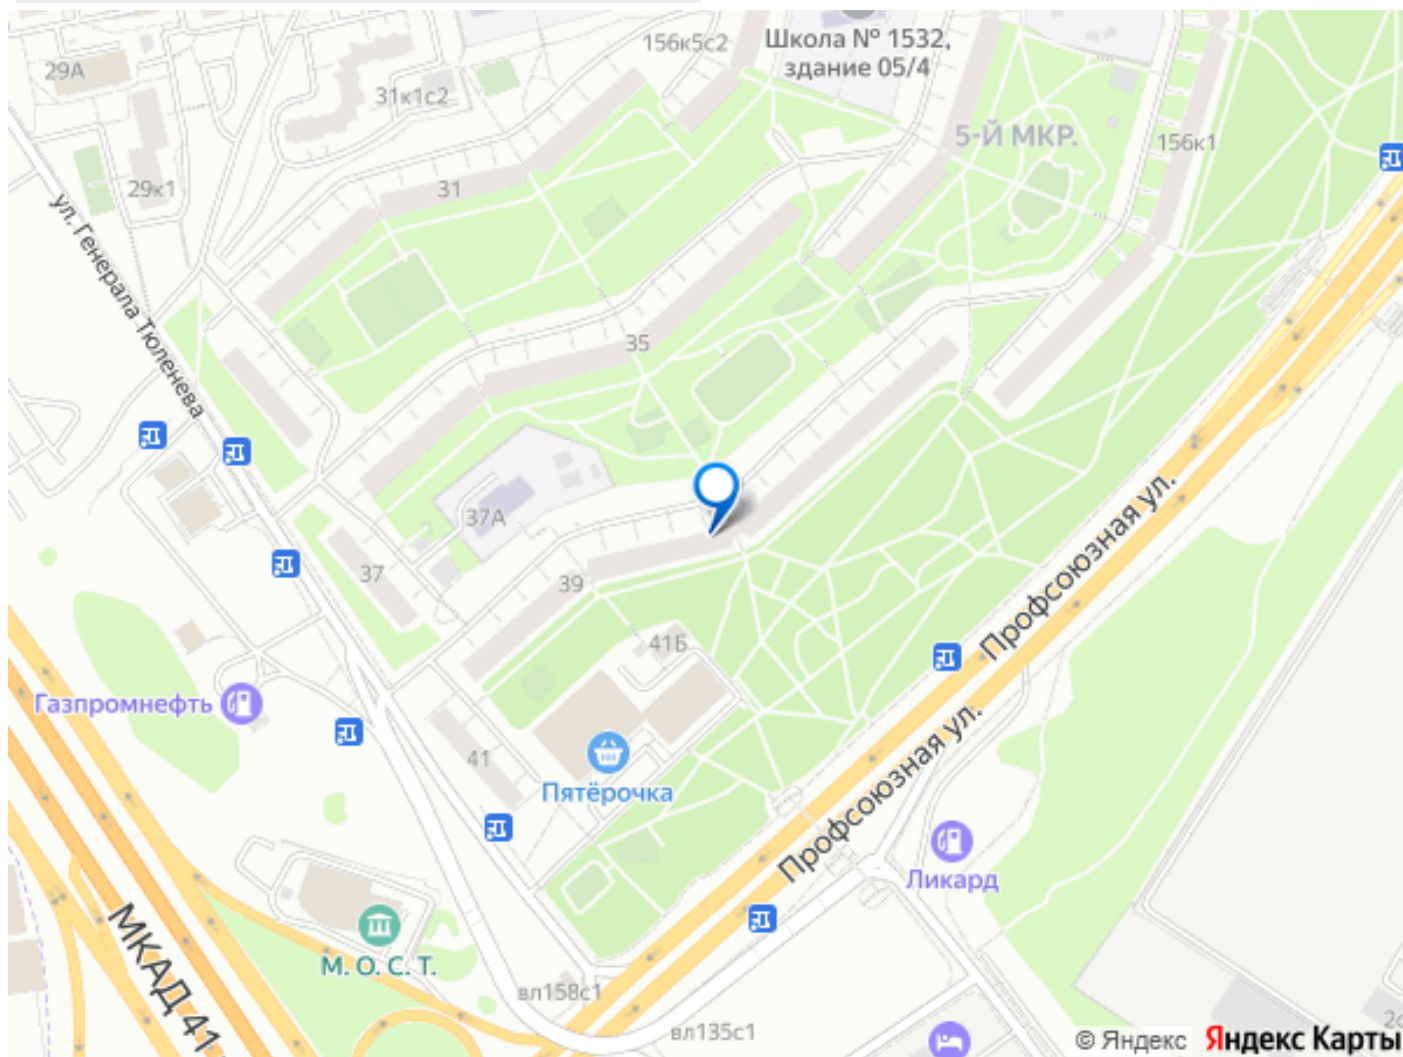 156к5с2
Школа № 1532,
здание 05/4
29А
31к1с2
5-Й МКР.
156к1
29к1
31
ул. Генерала Тюленева
35
37А
37
39
Профсоюзная ул.
41Б
Газпромнефть
Профсоюзная ул.
41
Пятёрочка
Ликард
МКАД 41
М. О. С. Т.
вл158с1
вл135с1
© Яндекс Яндекс Карты